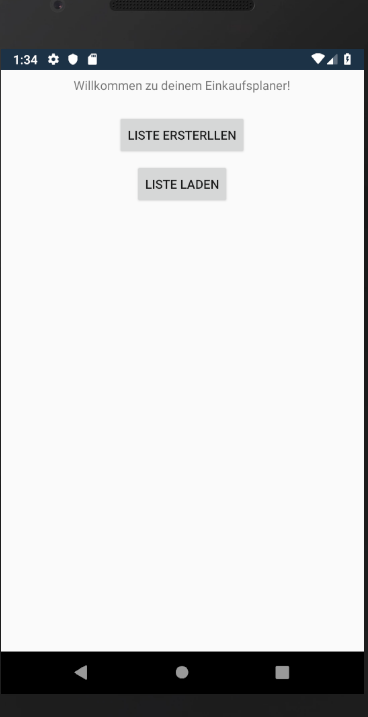 1:34
Willkommen zu deinem Einkaufsplaner!
LISTE ERSTERLLEN
LISTE LADEN